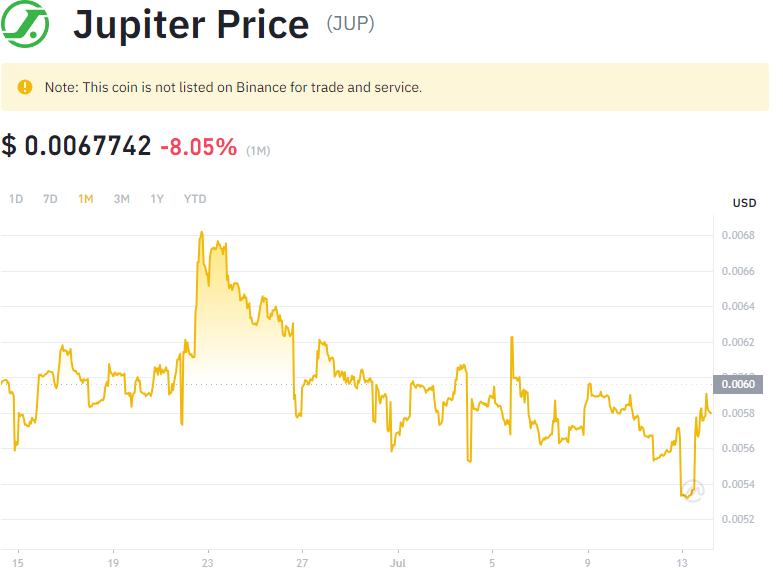 Jupiter Price (JUP)
Note: This coin is not listed on Binance for trade and service.
$ 0.0067742 -8.05% (1M)
1D 7D 1M 3M 1Y YTD
USD
0.0068
0.0066
0.0064
0.0062
0.0060
0.0058
0.0056
0.0054
0.0052
15 19 23 27 Jul 5 9 13